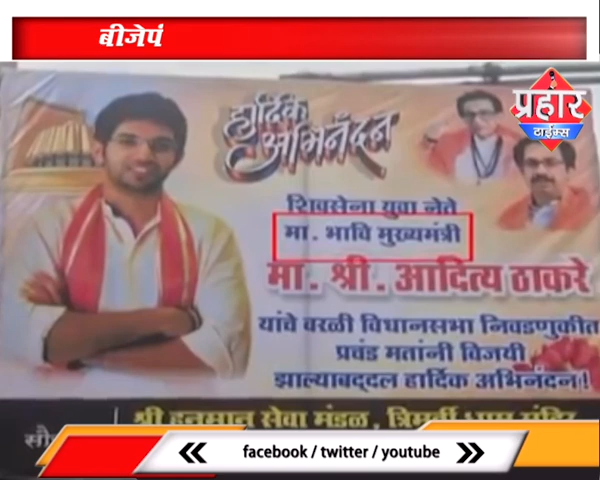 बीजेपं
प्रहार
टाईम्स
हार्दिक
अभिनंदन
शिवसेना युवा नेते
मा. भावि मुख्यमंत्री
मा. श्री. आदित्य ठाकरे
यांचे वरळी विधानसभा निवडणुकीत
प्रचंड मतांनी विजयी
झाल्याबद्दल हार्दिक अभिनंदन!
श्री हनुमान सेवा मंडळ, त्रिमूर्ती धाम मंदिर
facebook / twitter / youtube